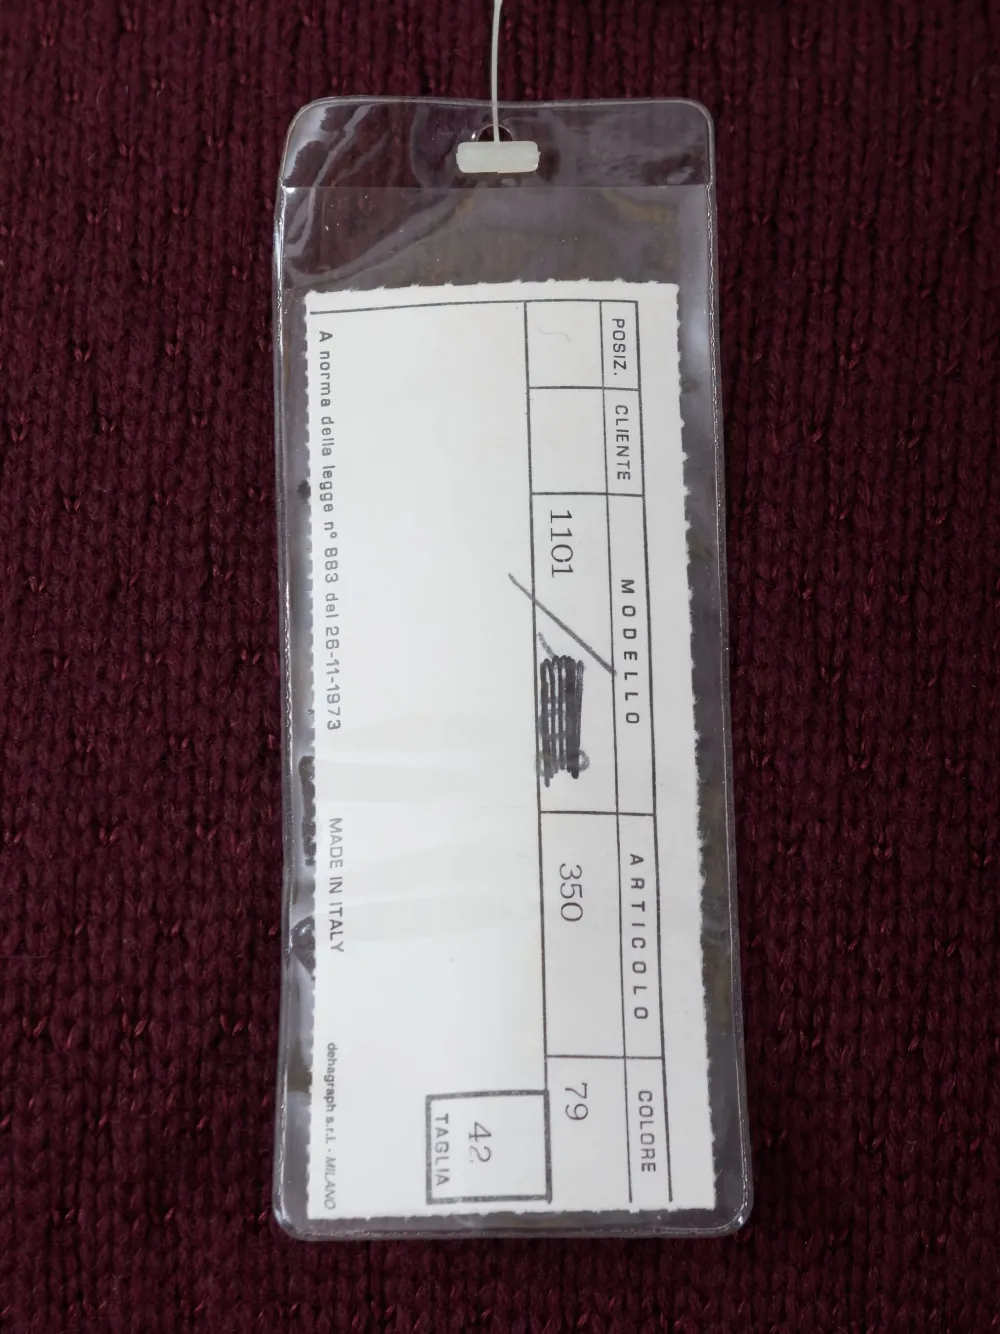 POSIZ. CLIENTE MODELLO ARTICOLO COLORE
1101 350 79
42
TAGLIA
A norma della legge n° 883 del 26-11-1973 MADE IN ITALY dehagraph s.r.l. - MILANO